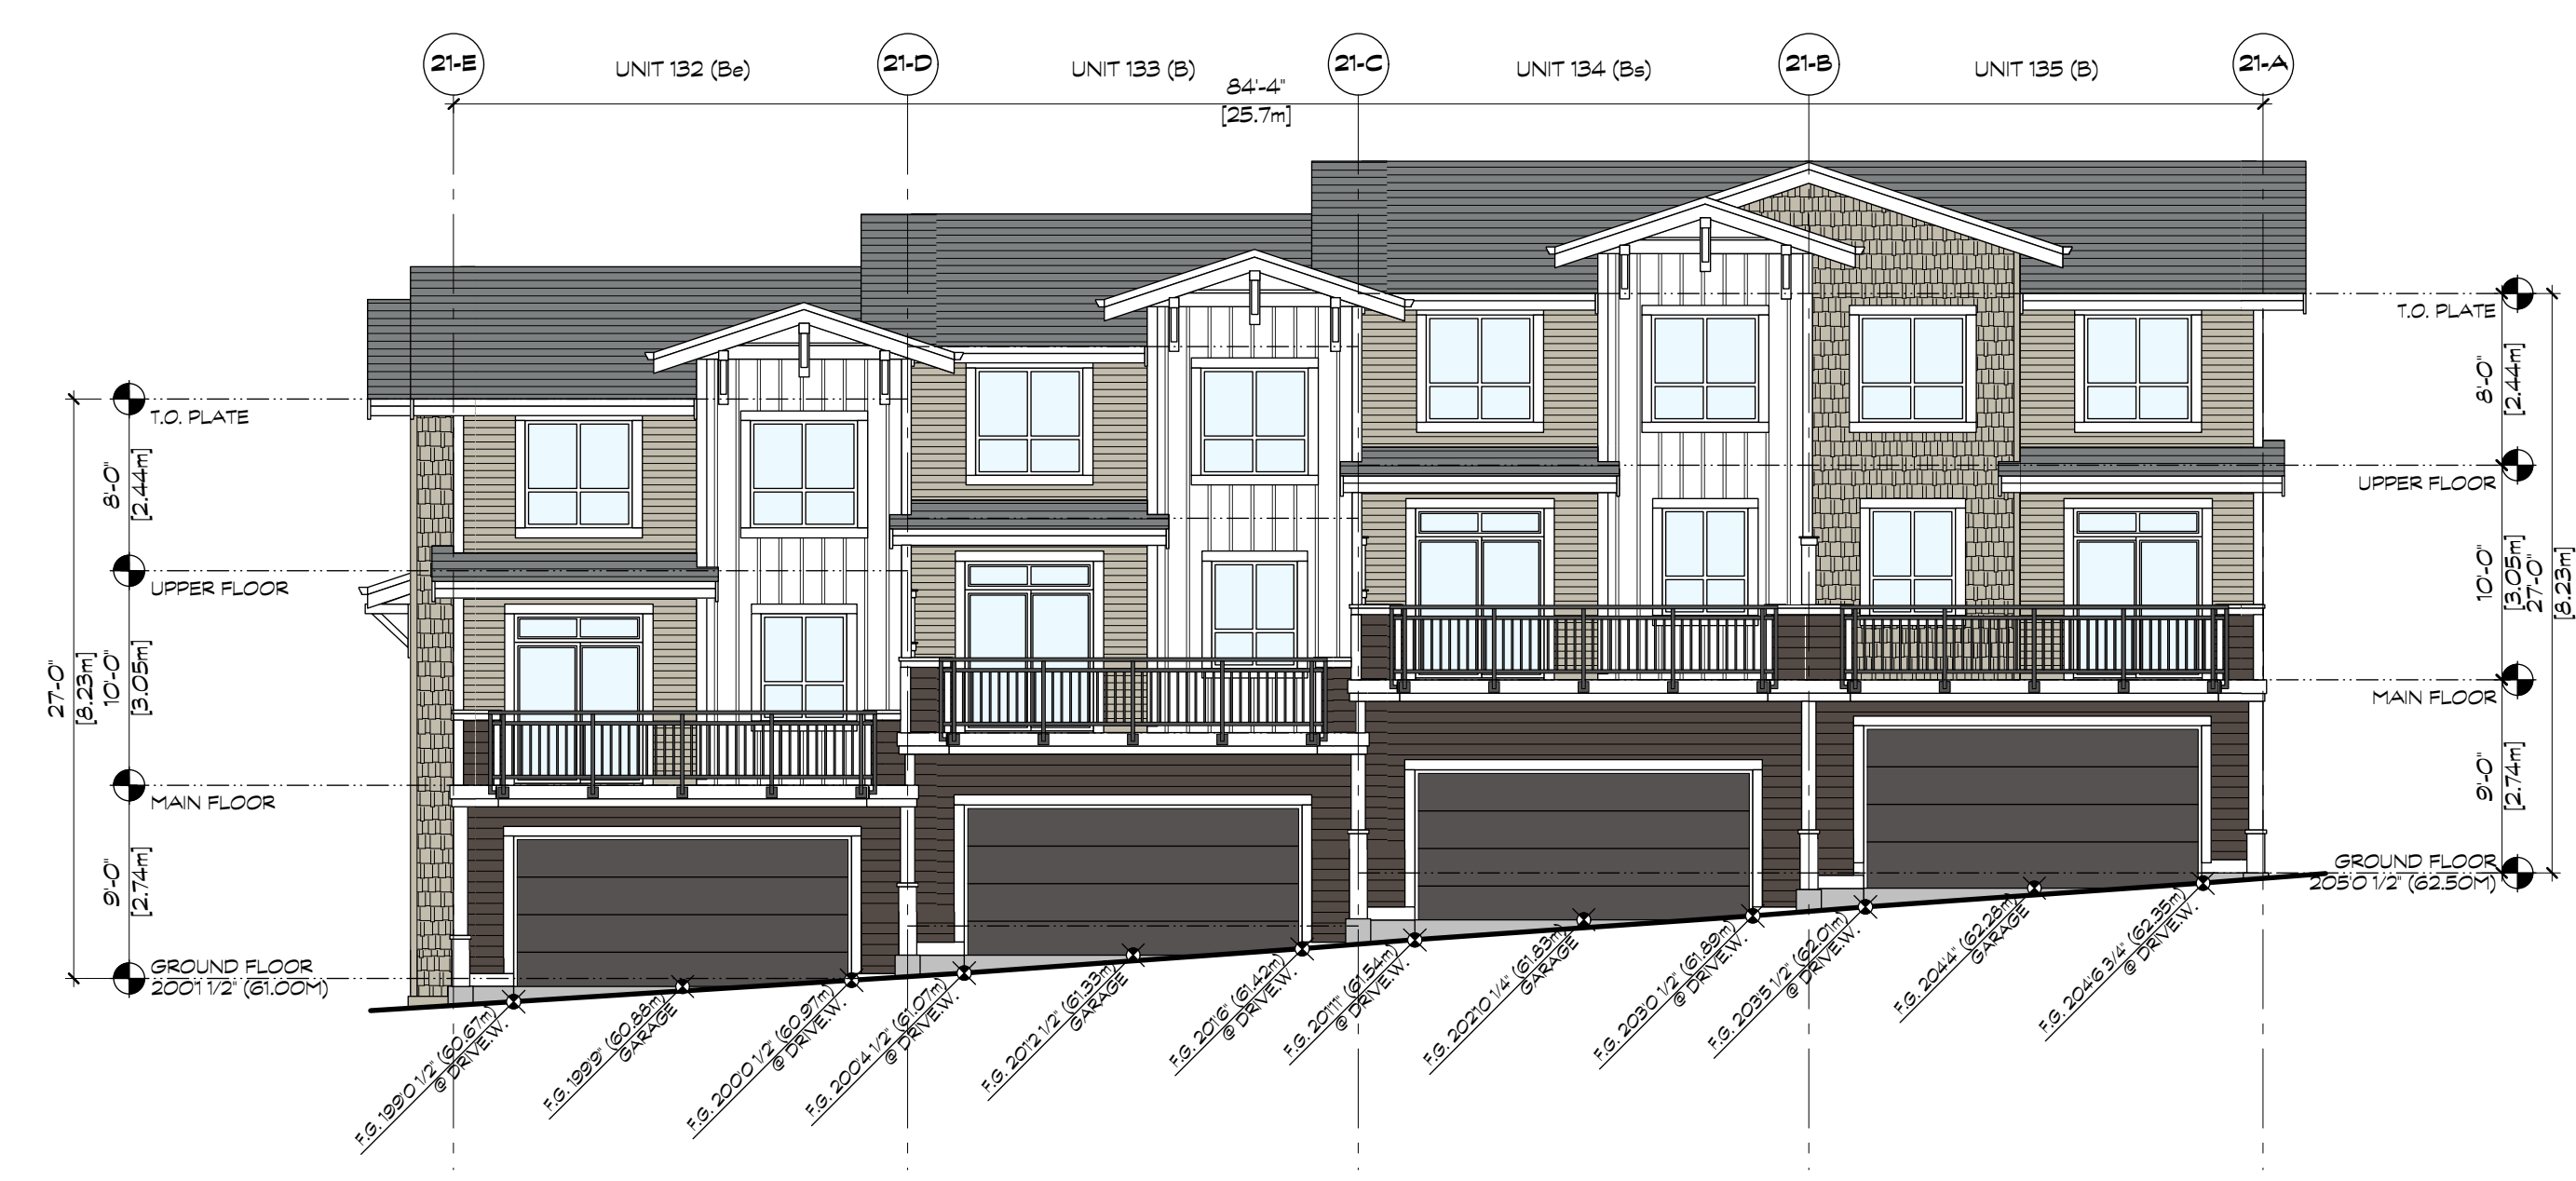 21-E
UNIT 132 (Be)
21-D
UNIT 133 (B)
21-C
UNIT 134 (Bs)
21-B
UNIT 135 (B)
21-A
84'-4"
[25.7m]
T.O. PLATE
8'-0"
[2.44m]
UPPER FLOOR
27'-0"
[8.23m]
10'-0"
[3.05m]
MAIN FLOOR
9'-0"
[2.74m]
GROUND FLOOR
200'1 1/2" (61.00M)
T.O. PLATE
8'-0"
[2.44m]
UPPER FLOOR
10'-0"
[3.05m]
27'-0"
[8.23m]
MAIN FLOOR
9'-0"
[2.74m]
GROUND FLOOR
205'0 1/2" (62.50M)
F.G. 199'0 1/2" (60.67m)
@ DRIVE.W.
F.G. 199'9" (60.88m)
GARAGE
F.G. 200'0 1/2" (60.97m)
@ DRIVE.W.
F.G. 200'4 1/2" (61.07m)
@ DRIVE.W.
F.G. 201'2 1/2" (61.33m)
GARAGE
F.G. 201'6" (61.42m)
@ DRIVE.W.
F.G. 201'11" (61.54m)
@ DRIVE.W.
F.G. 202'10 1/4" (61.83m)
GARAGE
F.G. 203'0 1/2" (61.89m)
@ DRIVE.W.
F.G. 203'5 1/2" (62.01m)
@ DRIVE.W.
F.G. 204'4" (62.28m)
GARAGE
F.G. 204'6 3/4" (62.35m)
@ DRIVE.W.